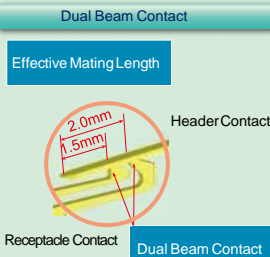 Dual Beam Contact
Effective Mating Length
2.0mm
1.5mm
Header Contact
Receptacle Contact
Dual Beam Contact